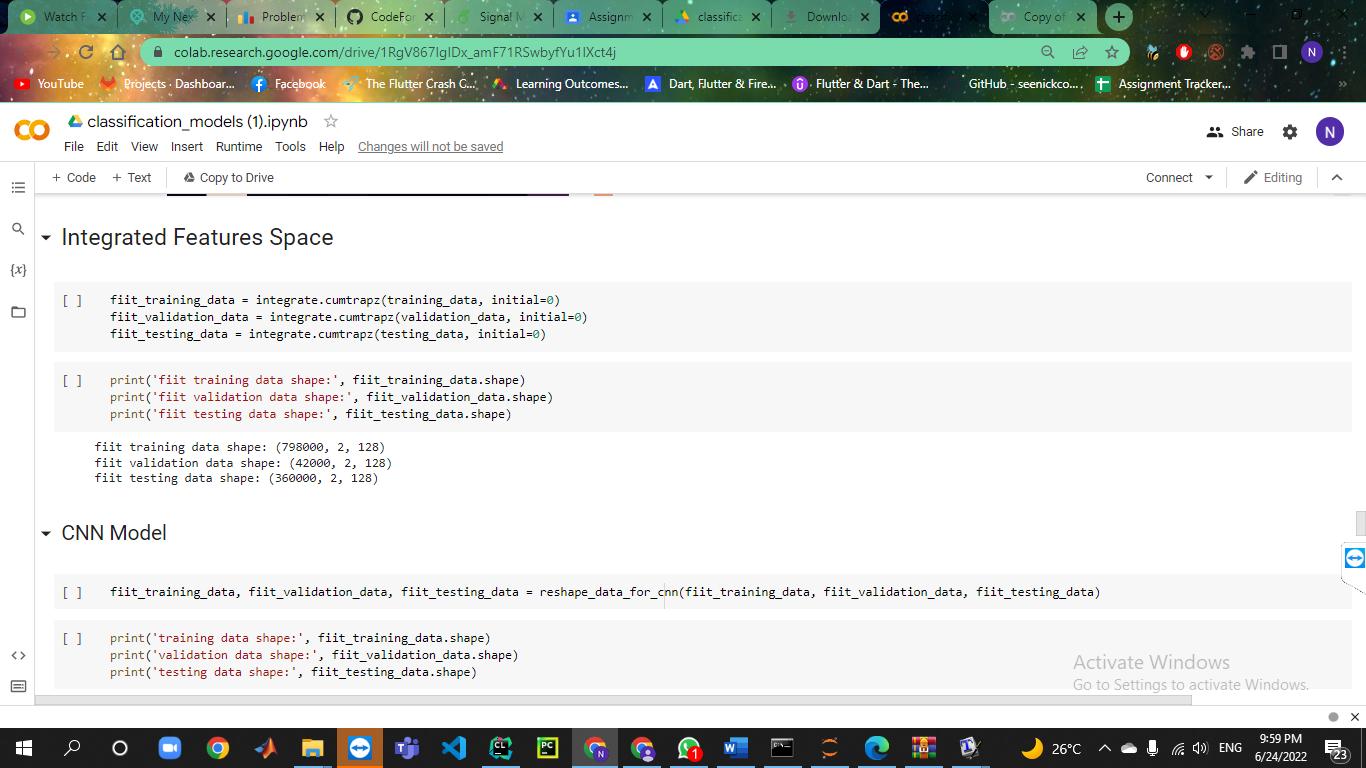 Watch F
My Nex
Problem
CodeFor
Signal M
Assignm
classifica
Downloa
Copy of
colab.research.google.com/drive/1RgV867IgIDx_amF71RSwbyfYu1lXct4j
N
YouTube
Projects · Dashboar...
Facebook
The Flutter Crash C...
Learning Outcomes...
Dart, Flutter & Fire...
Flutter & Dart - The...
GitHub - seenickco...
Assignment Tracker...
»
classification_models (1).ipynb
File Edit View Insert Runtime Tools Help Changes will not be saved
Share
N
+ Code + Text Copy to Drive
Connect
Editing
Integrated Features Space
[ ] fiit_training_data = integrate.cumtrapz(training_data, initial=0)
fiit_validation_data = integrate.cumtrapz(validation_data, initial=0)
fiit_testing_data = integrate.cumtrapz(testing_data, initial=0)
[ ] print('fiit training data shape:', fiit_training_data.shape)
print('fiit validation data shape:', fiit_validation_data.shape)
print('fiit testing data shape:', fiit_testing_data.shape)
fiit training data shape: (798000, 2, 128)
fiit validation data shape: (42000, 2, 128)
fiit testing data shape: (360000, 2, 128)
CNN Model
[ ] fiit_training_data, fiit_validation_data, fiit_testing_data = reshape_data_for_cnn(fiit_training_data, fiit_validation_data, fiit_testing_data)
[ ] print('training data shape:', fiit_training_data.shape)
print('validation data shape:', fiit_validation_data.shape)
print('testing data shape:', fiit_testing_data.shape)
{x}
Activate Windows
Go to Settings to activate Windows.
CL
PC
N
1
W
26°C
ENG
9:59 PM
6/24/2022
23